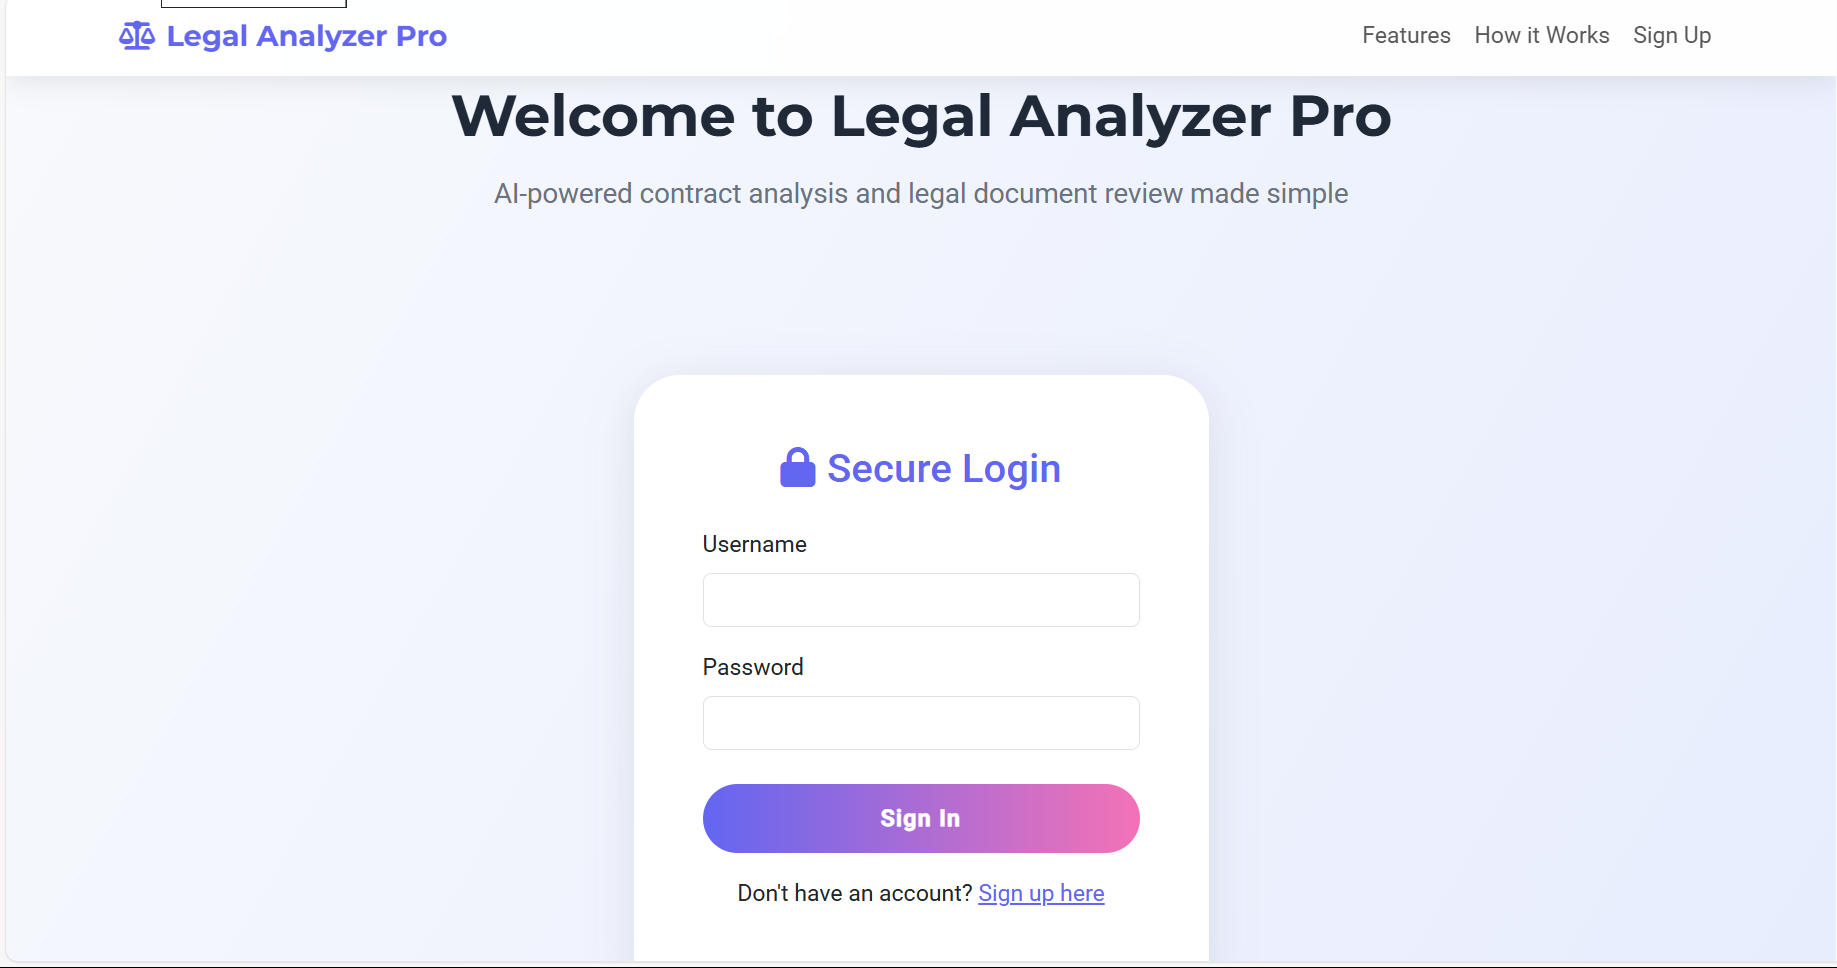 Legal Analyzer Pro
Features How it Works Sign Up
Welcome to Legal Analyzer Pro
AI-powered contract analysis and legal document review made simple
Secure Login
Username
Password
Sign In
Don't have an account? Sign up here